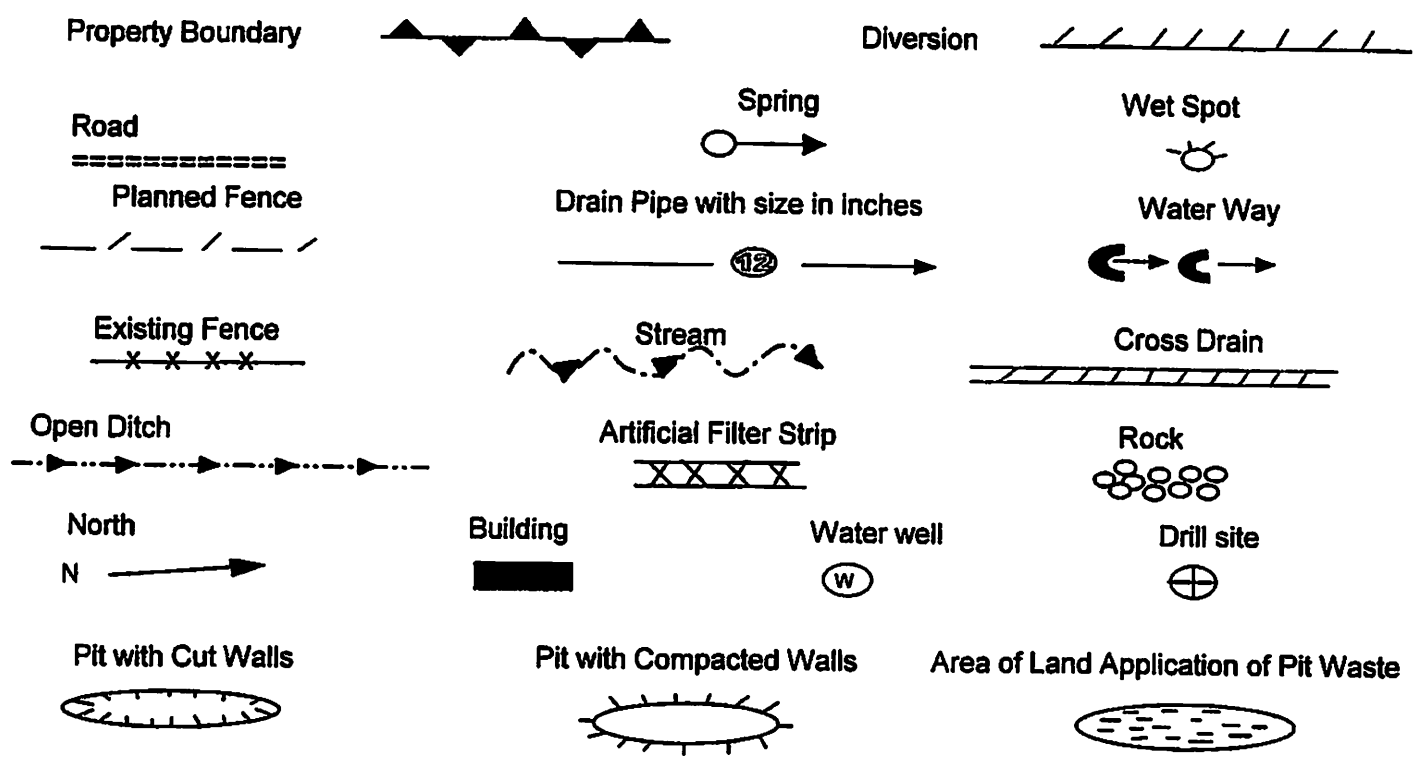 Property Boundary
Diversion
Spring
Wet Spot
Road
Planned Fence
Drain Pipe with size in inches
Water Way
12
Existing Fence
Stream
Cross Drain
Open Ditch
Artificial Filter Strip
Rock
North
Building
Water well
Drill site
N
W
Pit with Cut Walls
Pit with Compacted Walls
Area of Land Application of Pit Waste